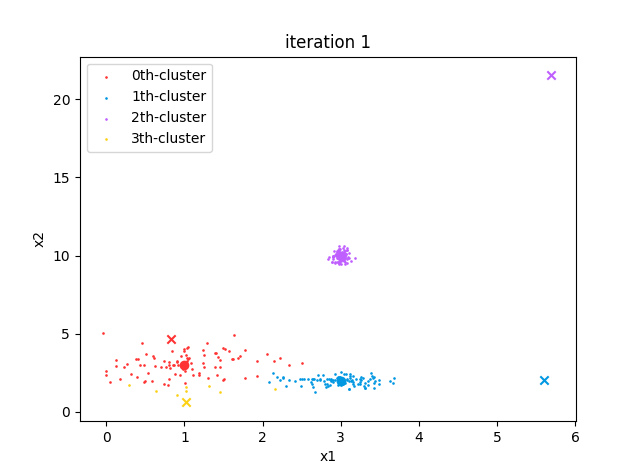 iteration 1
0th-cluster
1th-cluster
2th-cluster
3th-cluster
20
15
10
5
0
x2
0 1 2 3 4 5 6
x1